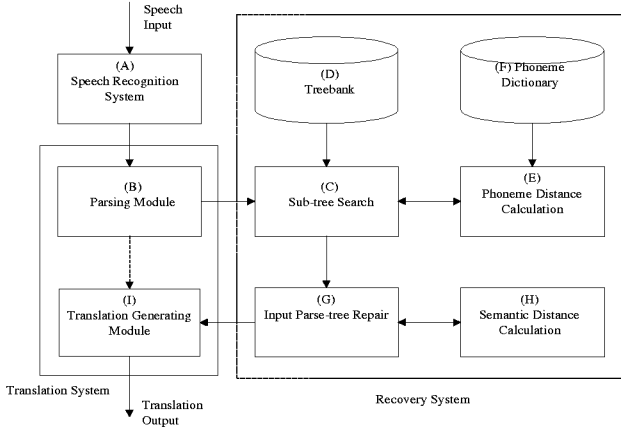 Speech
Input
(A)
Speech Recognition
System
(D)
Treebank
(F) Phoneme
Dictionary
(B)
Parsing Module
(C)
Sub-tree Search
(E)
Phoneme Distance
Calculation
(I)
Translation Generating
Module
(G)
Input Parse-tree Repair
(H)
Semantic Distance
Calculation
Translation System
Translation
Output
Recovery System